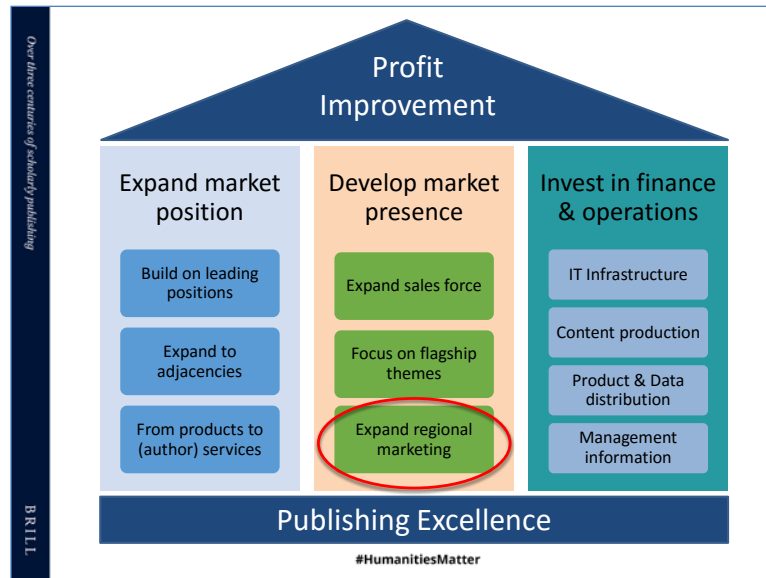 Over three centuries of scholarly publishing
BRILL
Profit
Improvement
Expand market
position
Build on leading
positions
Expand to
adjacencies
From products to
(author) services
Develop market
presence
Expand sales force
Focus on flagship
themes
Expand regional
marketing
Invest in finance
& operations
IT Infrastructure
Content production
Product & Data
distribution
Management
information
Publishing Excellence
#HumanitiesMatter